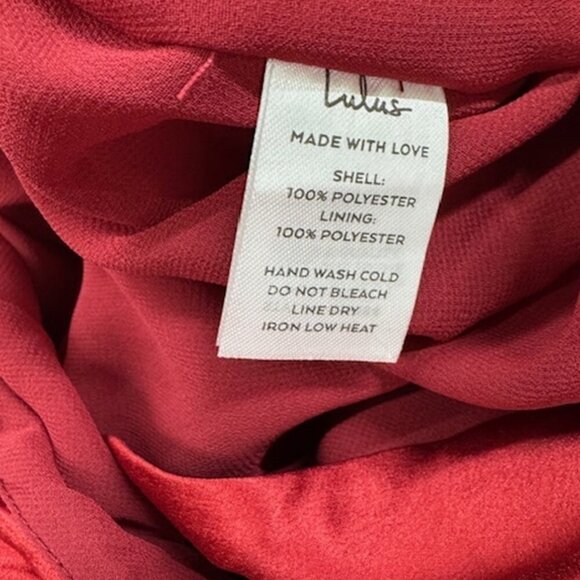 Lulus
MADE WITH LOVE
SHELL:
100% POLYESTER
LINING:
100% POLYESTER
HAND WASH COLD
DO NOT BLEACH
LINE DRY
IRON LOW HEAT